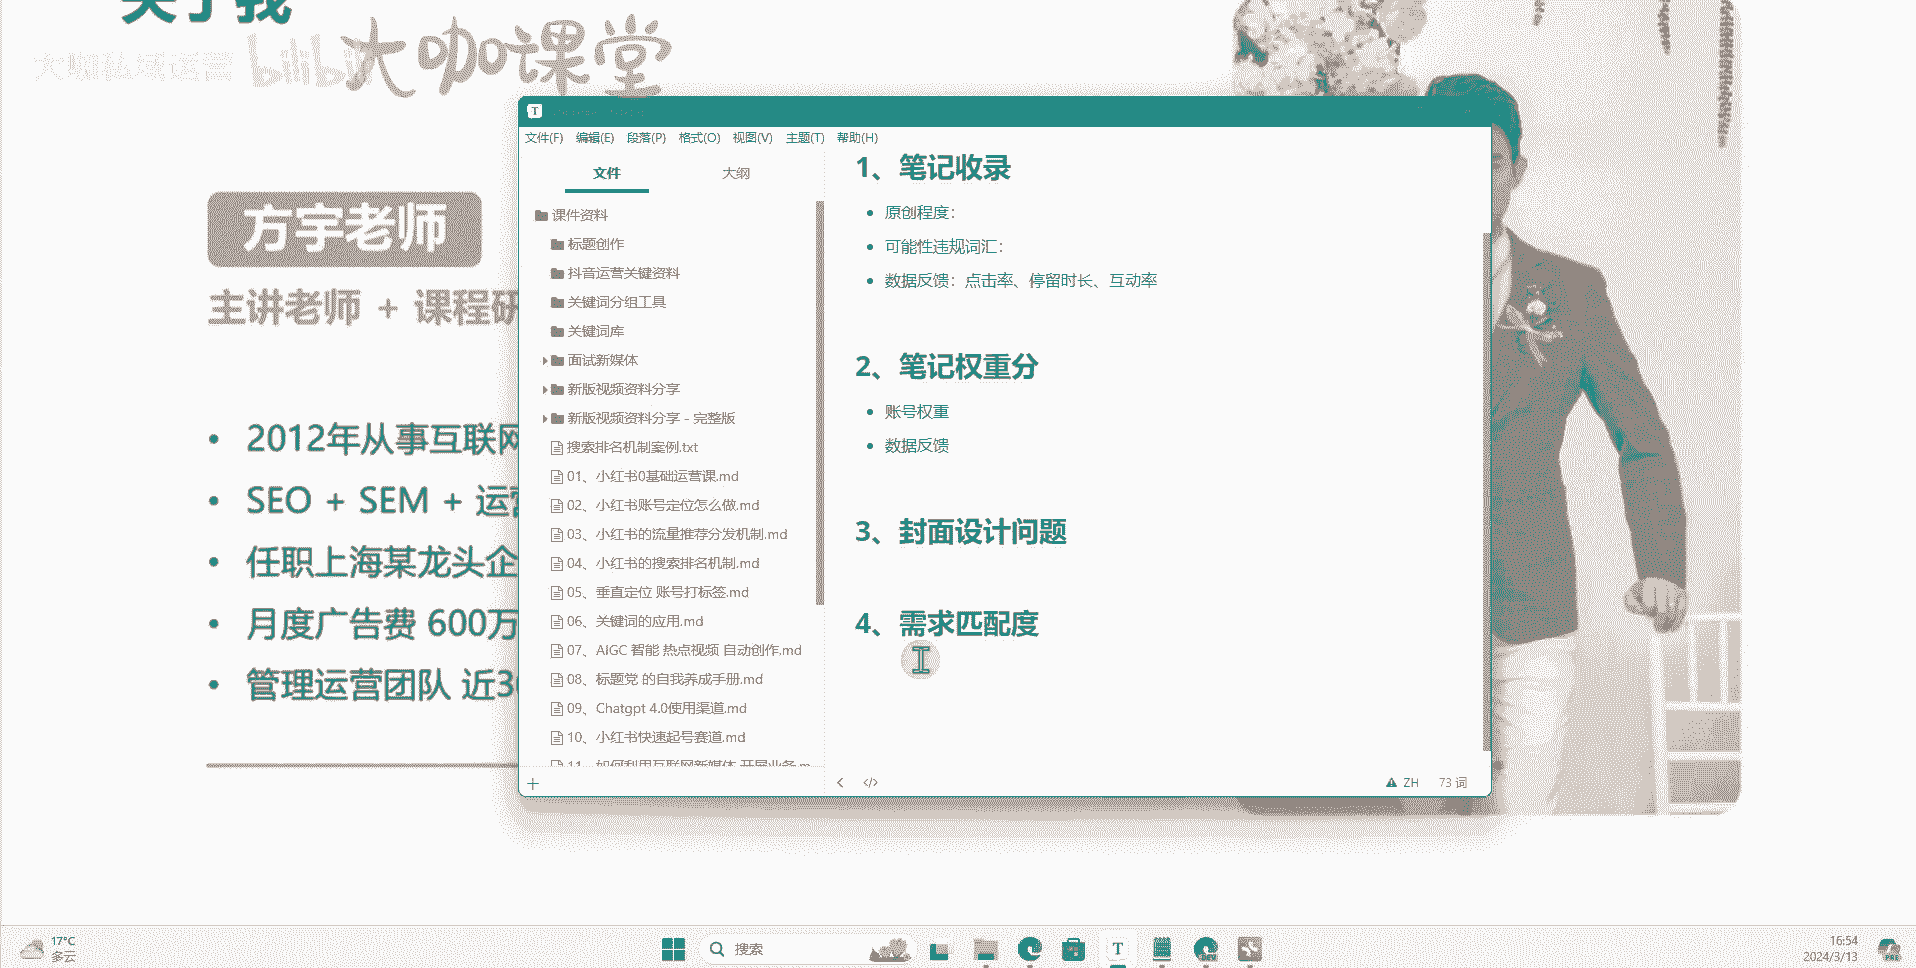 关于我
大咖私域运营 bilibili
大咖课堂
方宇老师
主讲老师 + 课程研
2012年从事互联网
SEO + SEM + 运营
任职上海某龙头企
月度广告费 600万
管理运营团队 近30
T
文件(F) 编辑(E) 段落(P) 格式(O) 视图(V) 主题(T) 帮助(H)
文件 大纲
课件资料
标题创作
抖音运营关键资料
关键词分组工具
关键词库
面试新媒体
新版视频资料分享
新版视频资料分享 - 完整版
搜索排名机制案例.txt
01、小红书0基础运营课.md
02、小红书账号定位怎么做.md
03、小红书的流量推荐分发机制.md
04、小红书的搜索排名机制.md
05、垂直定位 账号打标签.md
06、关键词的应用.md
07、AIGC 智能 热点视频 自动创作.md
08、标题党 的自我养成手册.md
09、Chatgpt 4.0使用渠道.md
10、小红书快速起号赛道.md
11、如何利用互联网新媒体 开展业务.m
1、笔记收录
原创程度：
可能性违规词汇：
数据反馈：点击率、停留时长、互动率
2、笔记权重分
账号权重
数据反馈
3、封面设计问题
4、需求匹配度
ZH 73 词
17°C
多云
搜索
T
DEV
16:54
2024/3/13
PRE